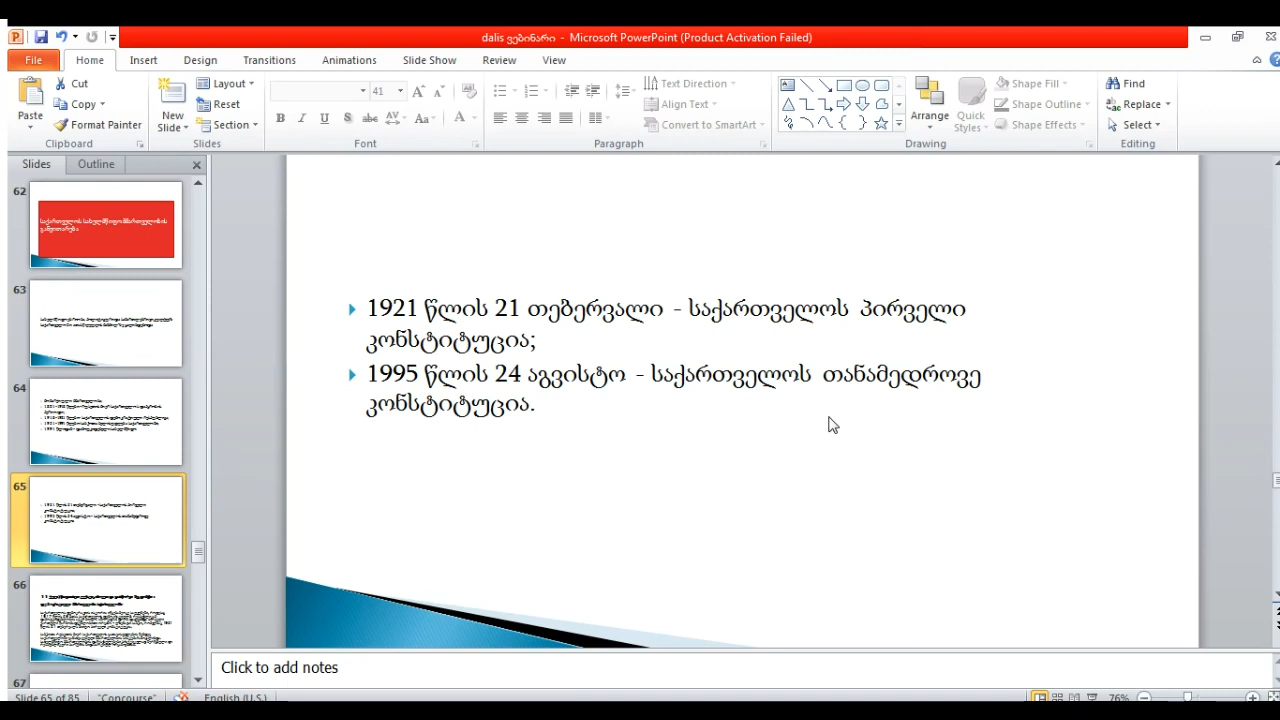 dalis ვებინარი - Microsoft PowerPoint (Product Activation Failed)
File Home Insert Design Transitions Animations Slide Show Review View
Paste
Cut
Copy
Format Painter
Clipboard
New
Slide
Layout
Reset
Section
Slides
41
Font
Text Direction
Align Text
Convert to SmartArt
Paragraph
Arrange
Quick
Styles
Shape Fill
Shape Outline
Shape Effects
Drawing
Find
Replace
Select
Editing
Slides Outline
62
63
64
65
66
67
1921 წლის 21 თებერვალი - საქართველოს პირველი
კონსტიტუცია;
1995 წლის 24 აგვისტო - საქართველოს თანამედროვე
კონსტიტუცია.
Click to add notes
Slide 65 of 85 "Concourse" English (U.S.) 76%